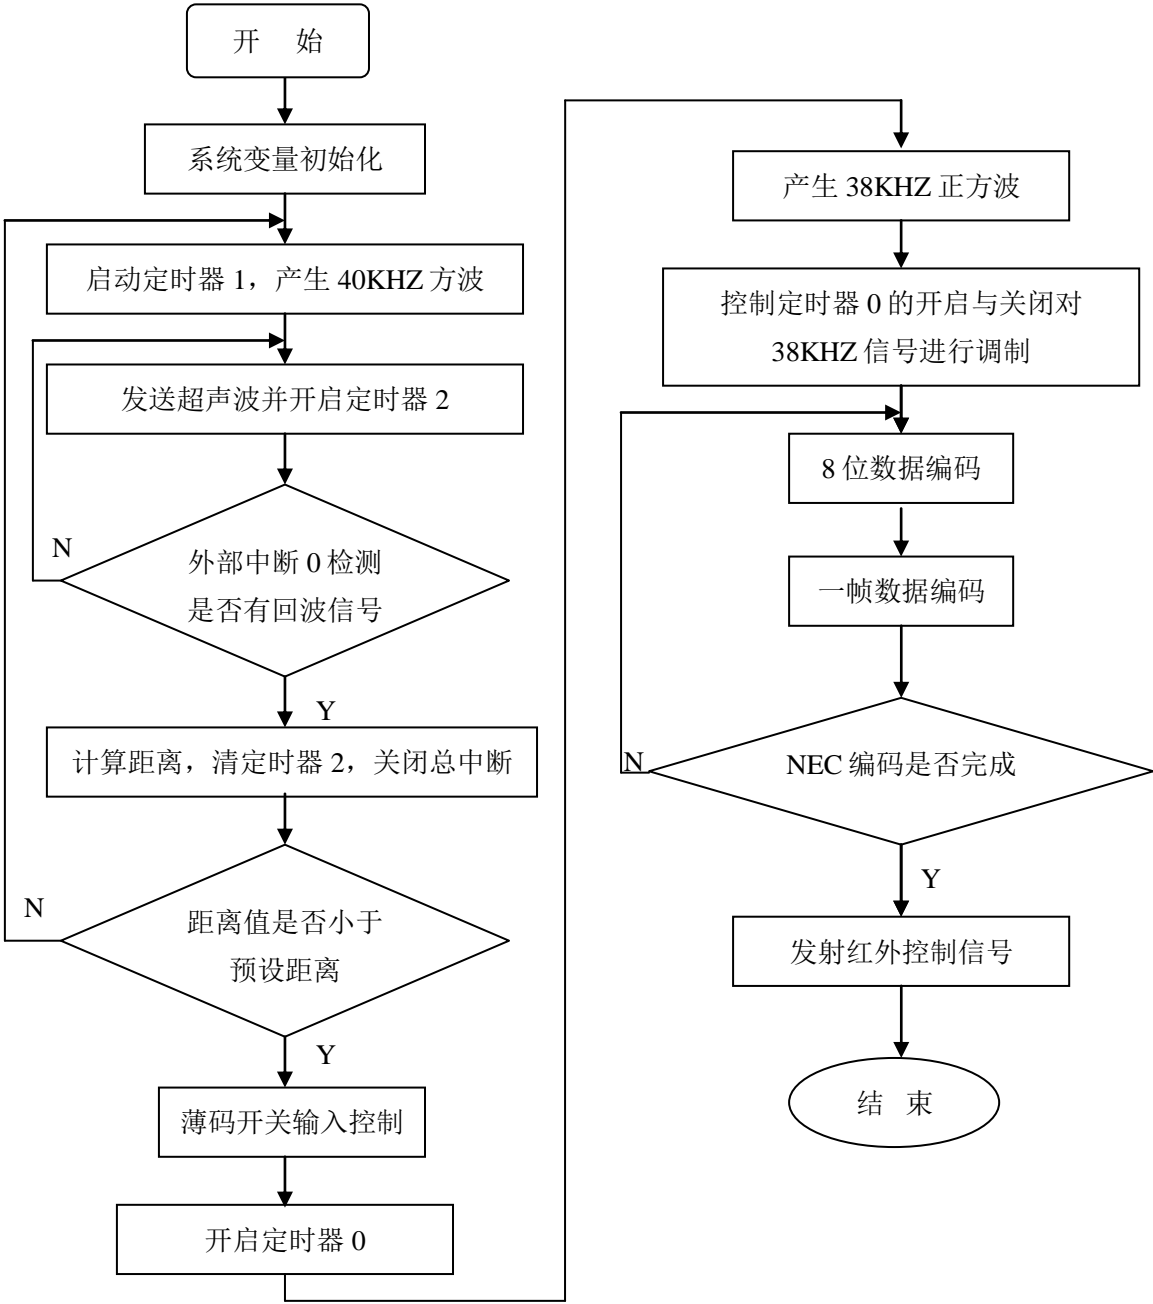 开 始
系统变量初始化
启动定时器 1，产生 40KHZ 方波
发送超声波并开启定时器 2
N
外部中断 0 检测
是否有回波信号
Y
计算距离，清定时器 2，关闭总中断
N
距离值是否小于
预设距离
Y
薄码开关输入控制
开启定时器 0
产生 38KHZ 正方波
控制定时器 0 的开启与关闭对
38KHZ 信号进行调制
8 位数据编码
一帧数据编码
N
NEC 编码是否完成
Y
发射红外控制信号
结 束